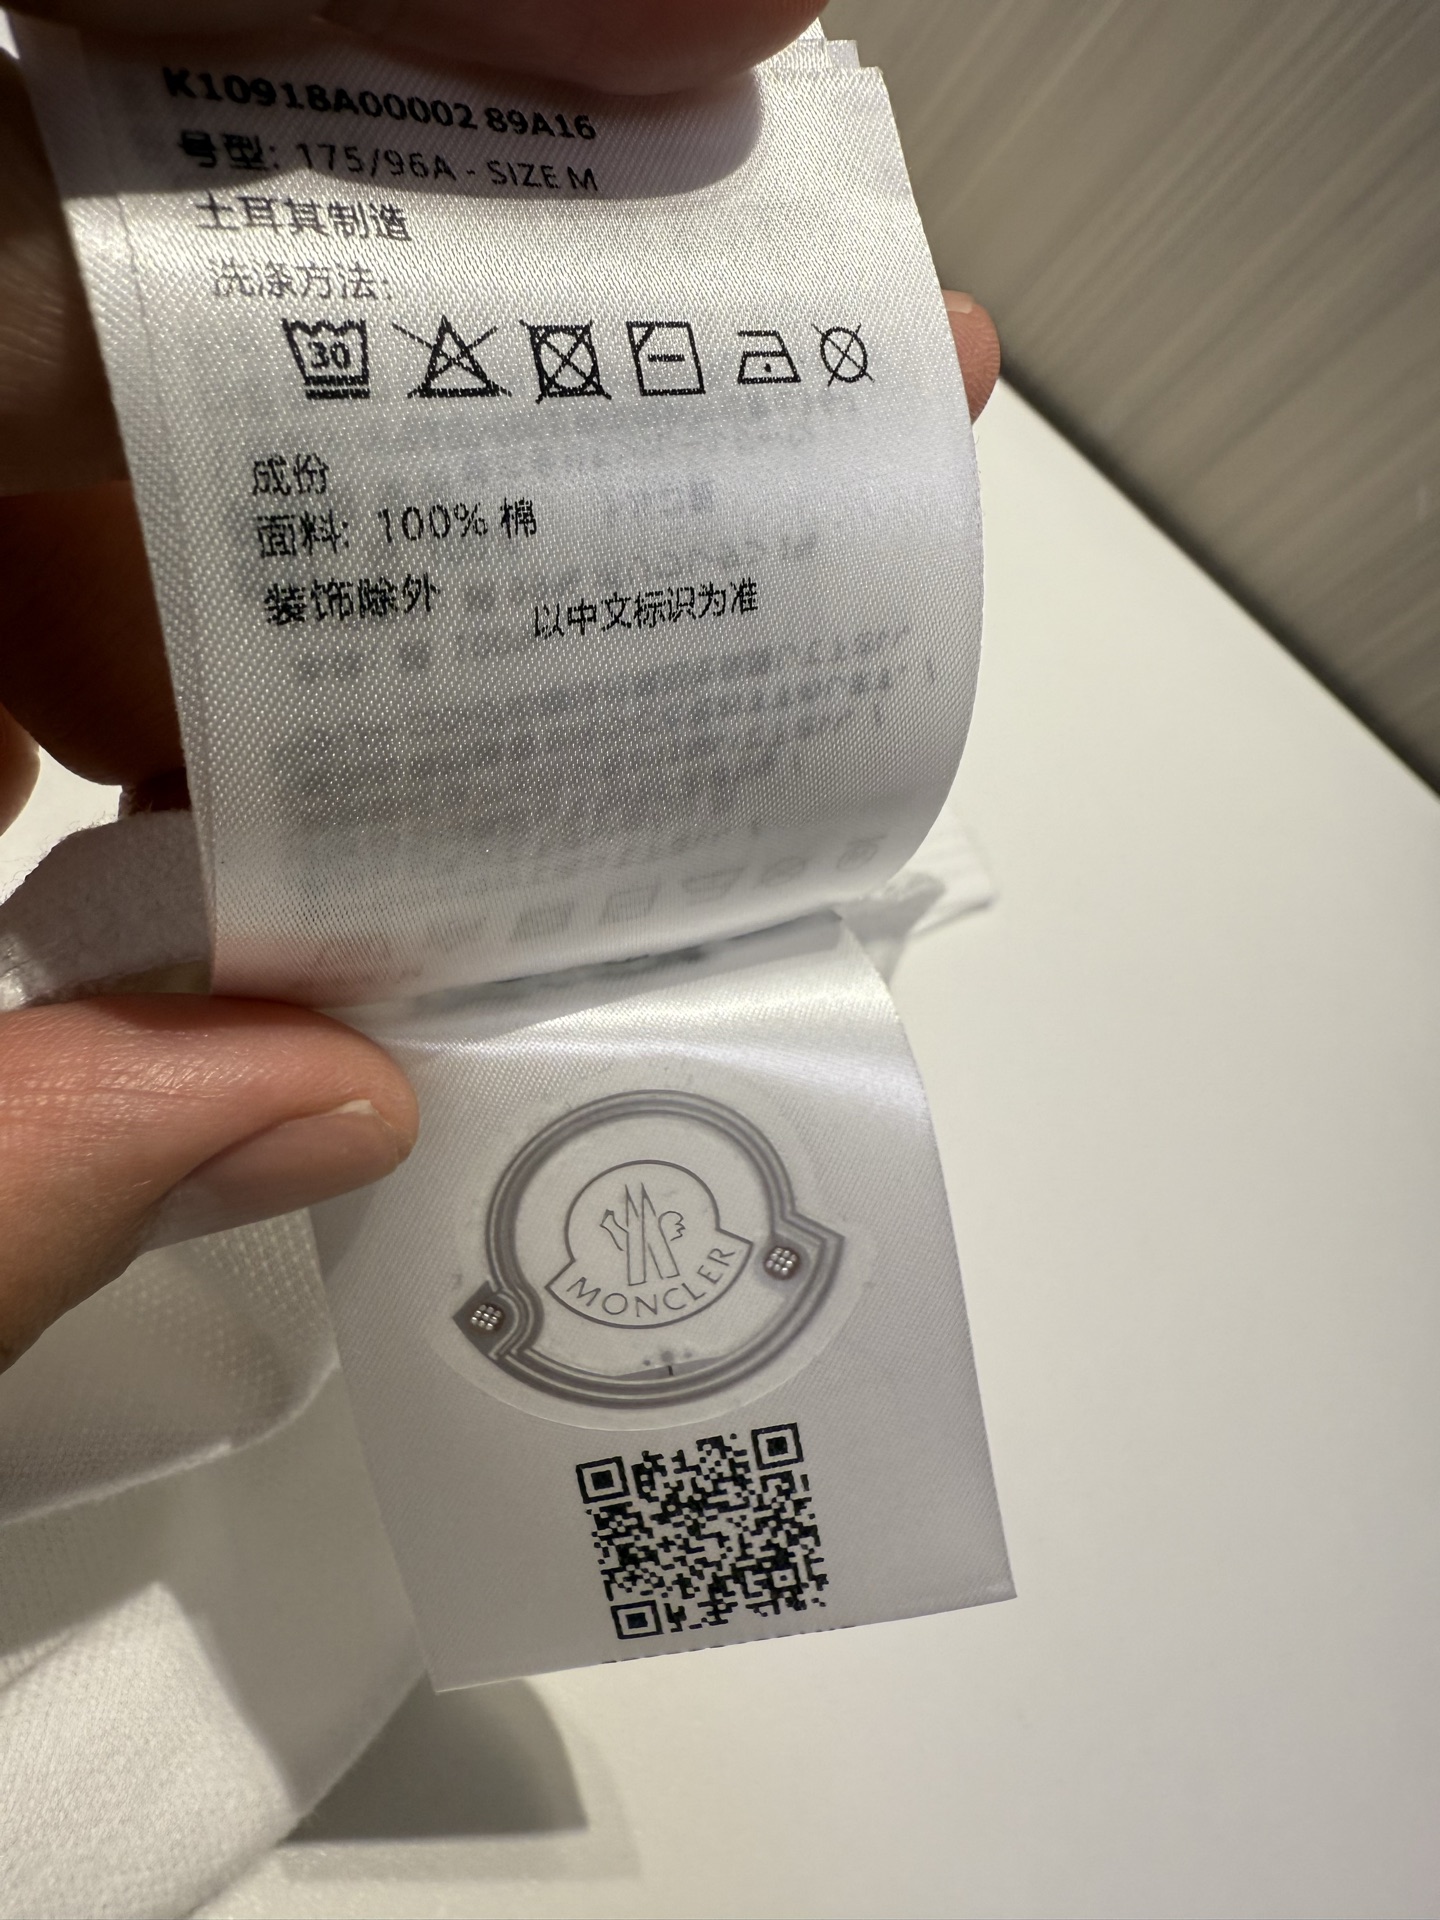 K10918A00002 89A16
号型: 175/96A - SIZE M
土耳其制造
洗涤方法:
30
成份
面料: 100% 棉
装饰除外
以中文标识为准
MONCLER